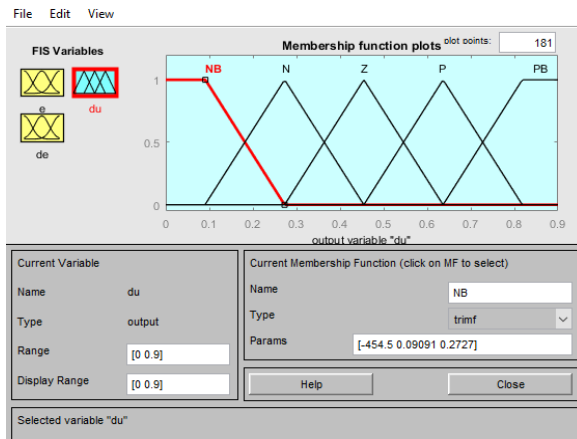 File Edit View
FIS Variables
Membership function plots
plot points:
181
e
du
de
NB
N
Z
P
PB
1
0.5
0
0 0.1 0.2 0.3 0.4 0.5 0.6 0.7 0.8 0.9
output variable "du"
Current Variable
Name
du
Type
output
Range
[0 0.9]
Display Range
[0 0.9]
Current Membership Function (click on MF to select)
Name
NB
Type
trimf
Params
[-454.5 0.09091 0.2727]
Help
Close
Selected variable "du"